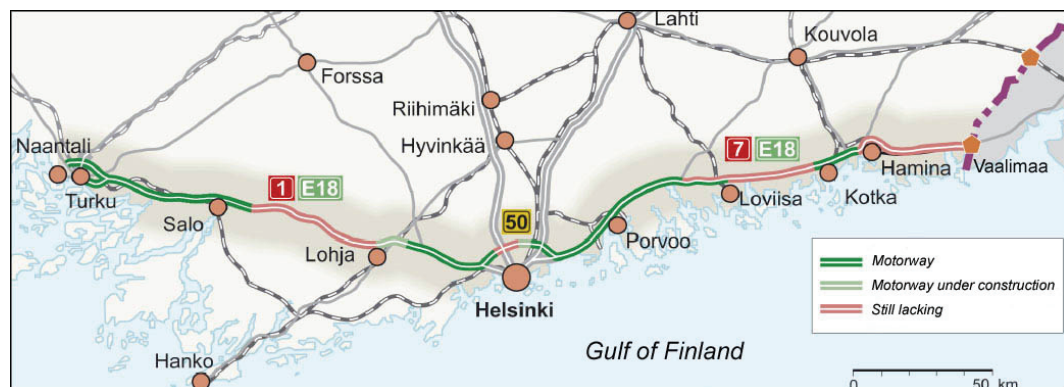 Lahti
Kouvola
Forssa
Riihimäki
Hyvinkää
Naantali
7 E18
Hamina
Vaalimaa
Turku
1 E18
Loviisa
Kotka
Salo
50
Porvoo
Lohja
Motorway
Motorway under construction
Still lacking
Helsinki
Gulf of Finland
Hanko
0 50 km